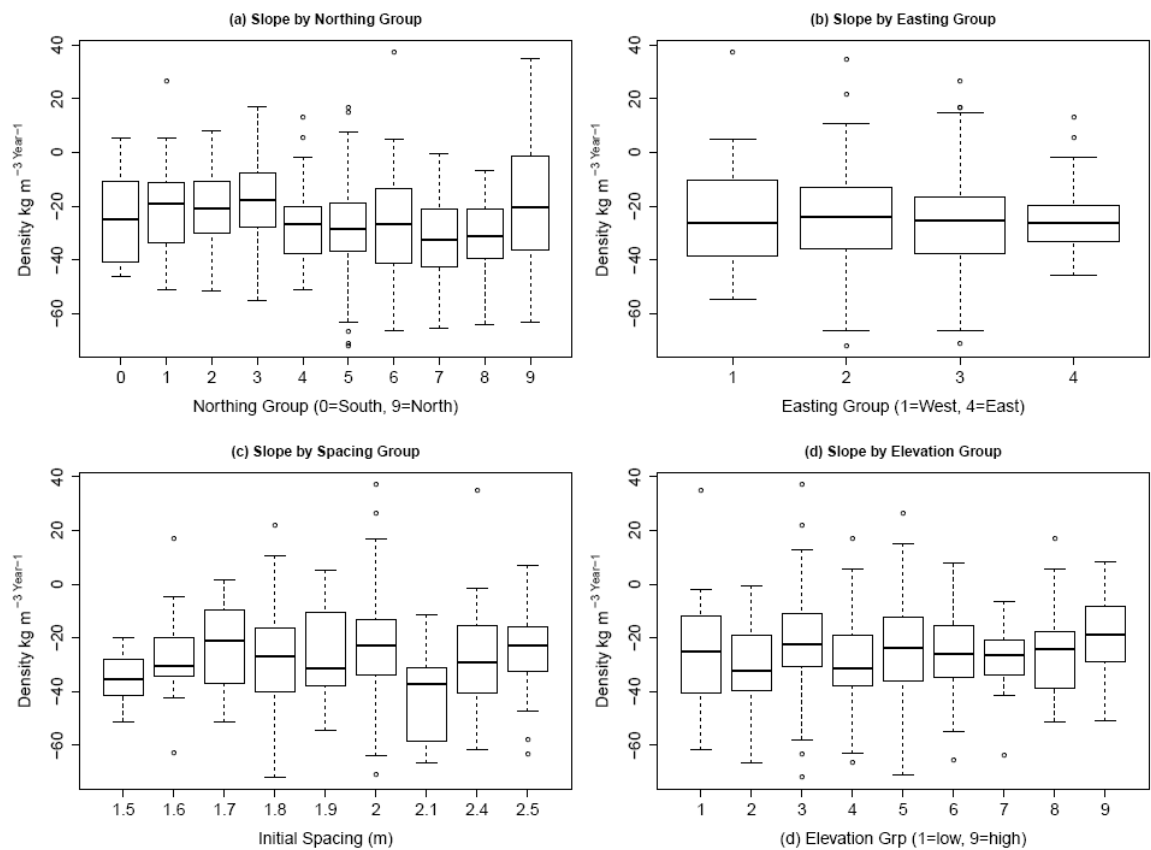 (a) Slope by Northing Group
Density kg m −3 Year−1
40
20
0
−20
−40
−60
0 1 2 3 4 5 6 7 8 9
Northing Group (0=South, 9=North)
(b) Slope by Easting Group
Density kg m −3 Year−1
40
20
0
−20
−40
−60
1 2 3 4
Easting Group (1=West, 4=East)
(c) Slope by Spacing Group
Density kg m −3 Year−1
40
20
0
−20
−40
−60
1.5 1.6 1.7 1.8 1.9 2 2.1 2.4 2.5
Initial Spacing (m)
(d) Slope by Elevation Group
Density kg m −3 Year−1
40
20
0
−20
−40
−60
1 2 3 4 5 6 7 8 9
(d) Elevation Grp (1=low, 9=high)